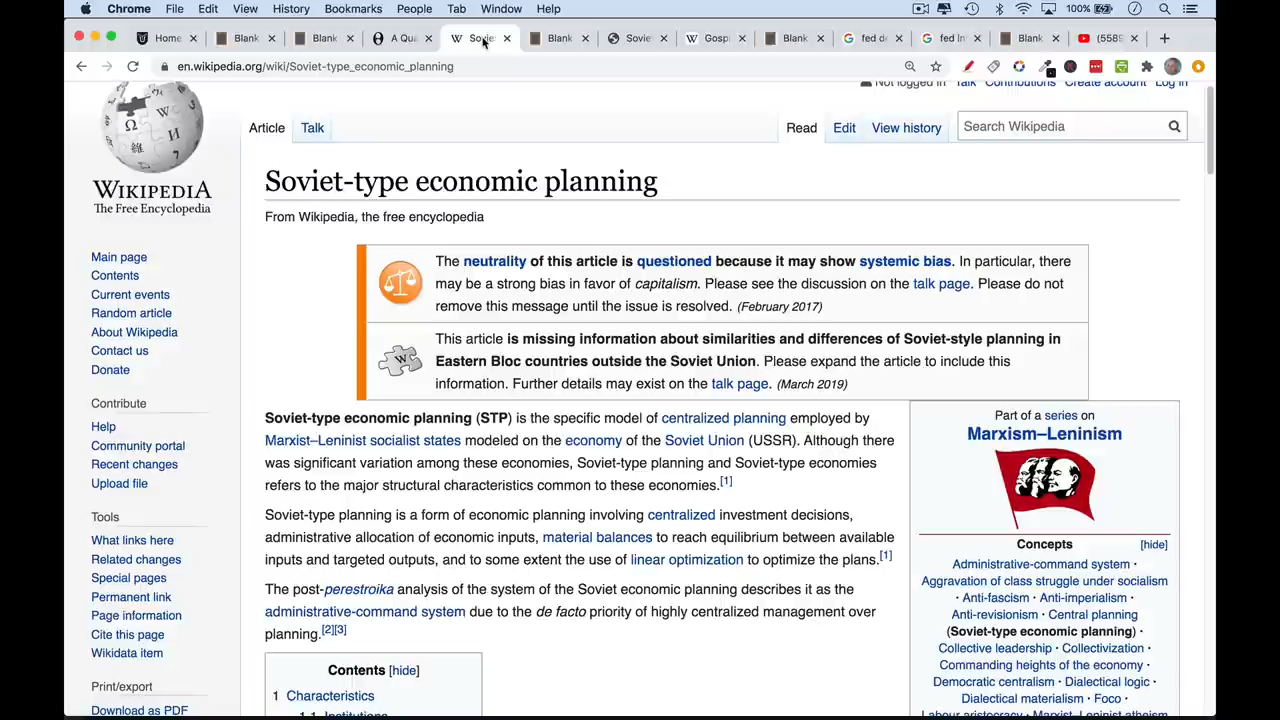 Chrome File Edit View History Bookmarks People Tab Window Help 100%
Home Blank Blank A Qua Sovie Blank Sovie Gosp Blank fed de fed In Blank (5589
en.wikipedia.org/wiki/Soviet-type_economic_planning
Not logged in Talk Contributions Create account Log in
Article Talk Read Edit View history Search Wikipedia
WIKIPEDIA
The Free Encyclopedia
Main page
Contents
Current events
Random article
About Wikipedia
Contact us
Donate
Contribute
Help
Community portal
Recent changes
Upload file
Tools
What links here
Related changes
Special pages
Permanent link
Page information
Cite this page
Wikidata item
Print/export
Download as PDF
Soviet-type economic planning
From Wikipedia, the free encyclopedia
The neutrality of this article is questioned because it may show systemic bias. In particular, there
may be a strong bias in favor of capitalism. Please see the discussion on the talk page. Please do not
remove this message until the issue is resolved. (February 2017)
This article is missing information about similarities and differences of Soviet-style planning in
Eastern Bloc countries outside the Soviet Union. Please expand the article to include this
information. Further details may exist on the talk page. (March 2019)
Soviet-type economic planning (STP) is the specific model of centralized planning employed by
Marxist–Leninist socialist states modeled on the economy of the Soviet Union (USSR). Although there
was significant variation among these economies, Soviet-type planning and Soviet-type economies
refers to the major structural characteristics common to these economies.[1]
Soviet-type planning is a form of economic planning involving centralized investment decisions,
administrative allocation of economic inputs, material balances to reach equilibrium between available
inputs and targeted outputs, and to some extent the use of linear optimization to optimize the plans.[1]
The post-perestroika analysis of the system of the Soviet economic planning describes it as the
administrative-command system due to the de facto priority of highly centralized management over
planning.[2][3]
Contents [hide]
1 Characteristics
1.1 Institutions
Part of a series on
Marxism–Leninism
Concepts [hide]
Administrative-command system ·
Aggravation of class struggle under socialism
· Anti-fascism · Anti-imperialism ·
Anti-revisionism · Central planning
(Soviet-type economic planning) ·
Collective leadership · Collectivization ·
Commanding heights of the economy ·
Democratic centralism · Dialectical logic ·
Dialectical materialism · Foco ·
Labour aristocracy · Marxist–Leninist atheism